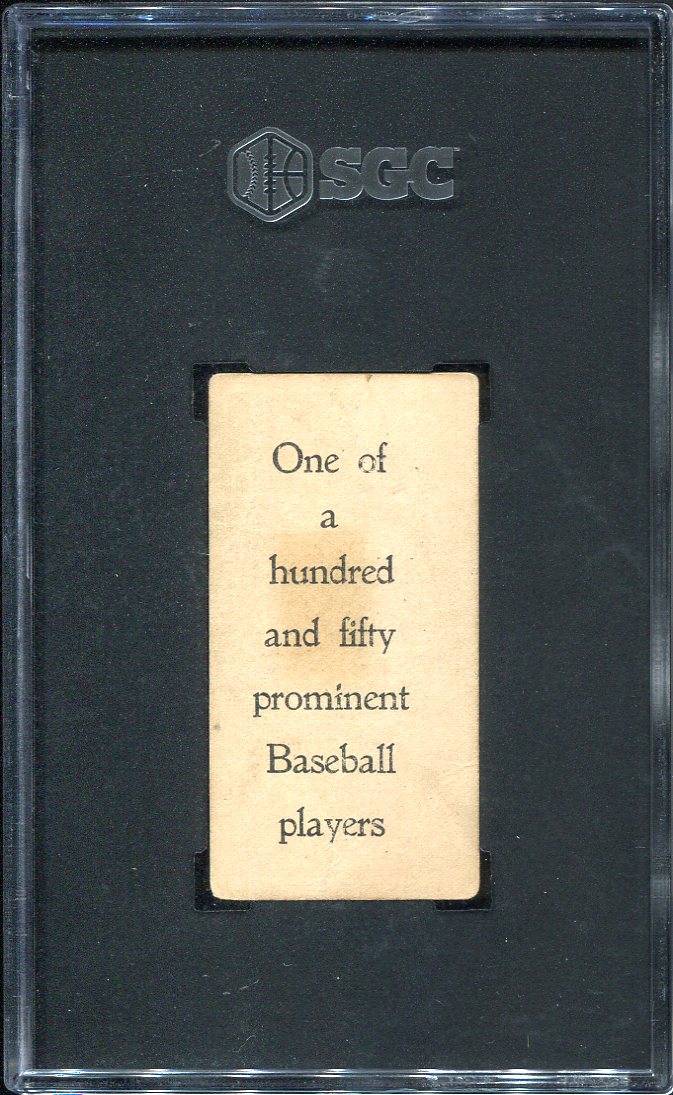 SGC
One of
a
hundred
and fifty
prominent
Baseball
players